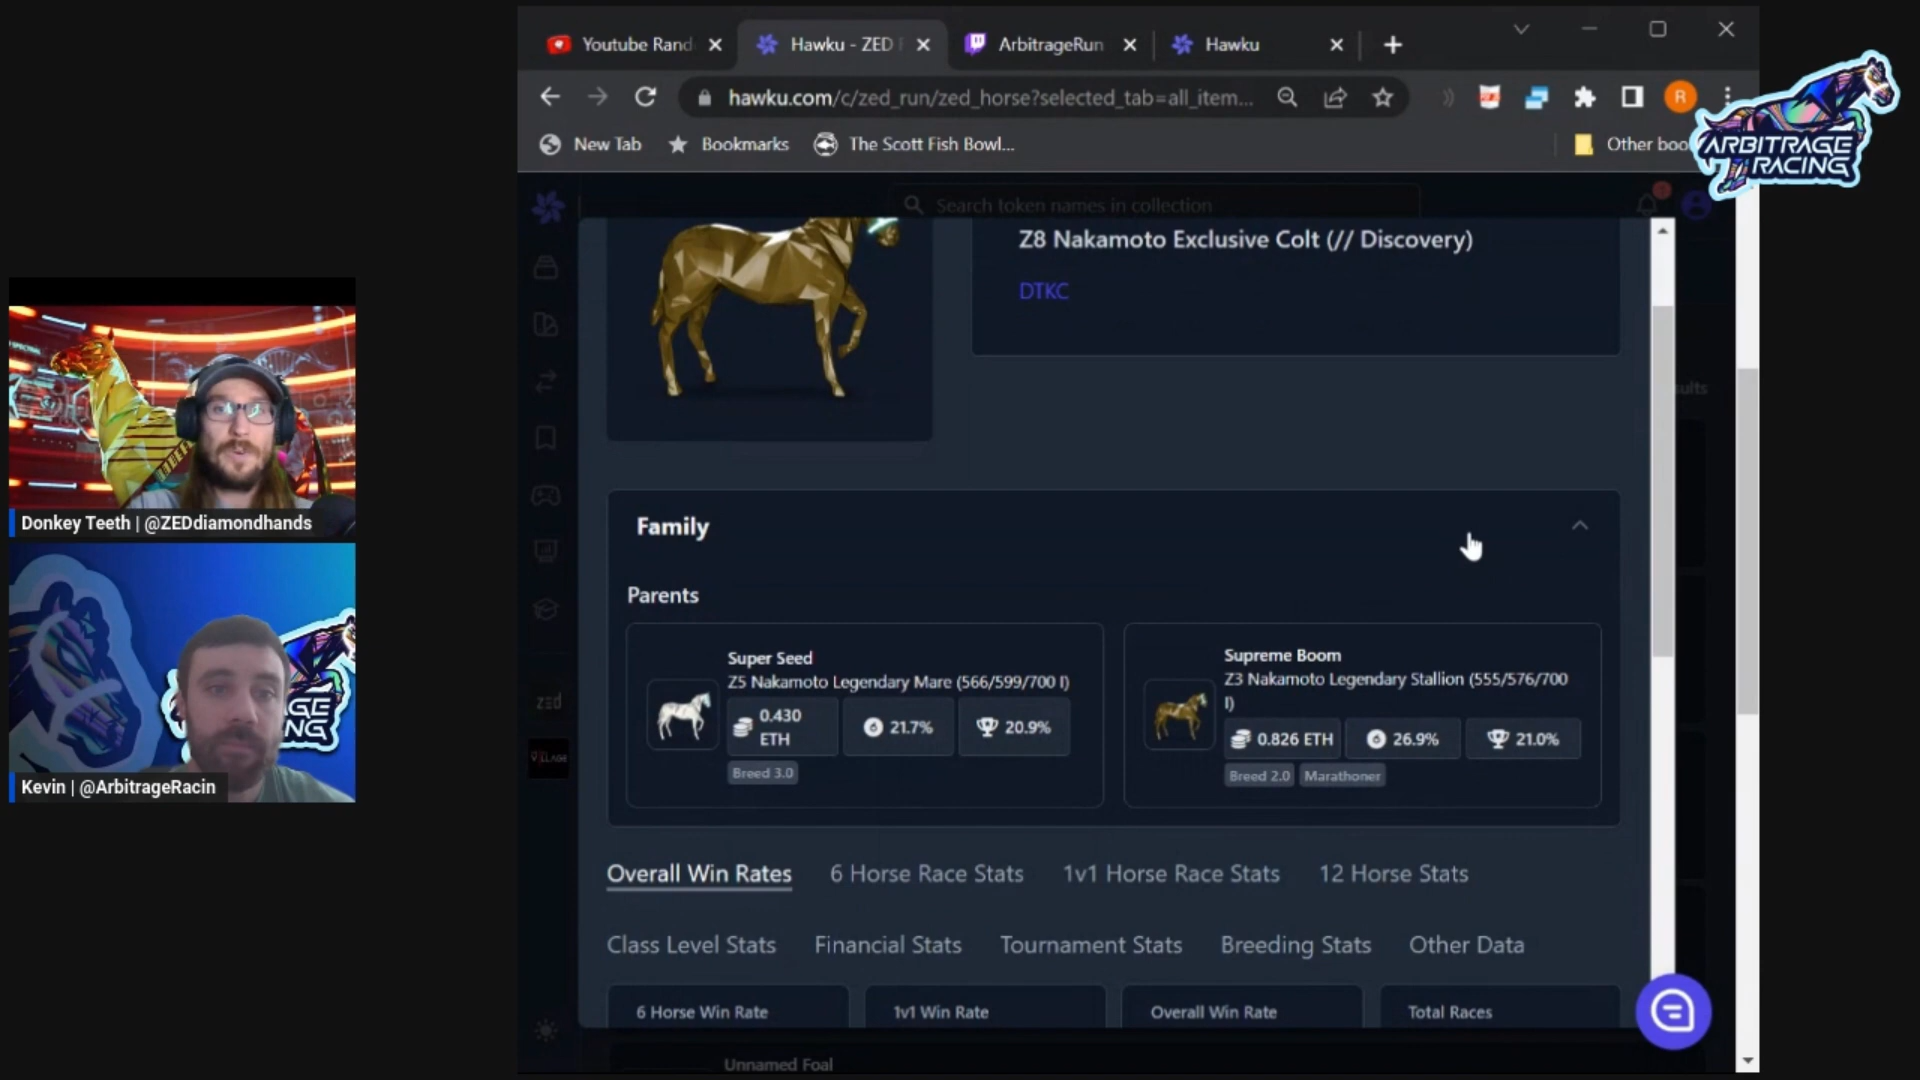 Youtube Rand
Hawku - ZED
ArbitrageRun
Hawku
hawku.com/c/zed_run/zed_horse?selected_tab=all_item...
R
New Tab
Bookmarks
The Scott Fish Bowl...
Other boo
ARBITRAGE
RACING
Search token names in collection
Z8 Nakamoto Exclusive Colt (// Discovery)
DTKC
sults
Family
Parents
Super Seed
Z5 Nakamoto Legendary Mare (566/599/700 l)
0.430
ETH
21.7%
20.9%
Breed 3.0
Supreme Boom
Z3 Nakamoto Legendary Stallion (555/576/700
l)
0.826 ETH
26.9%
21.0%
Breed 2.0
Marathoner
zed
Overall Win Rates
6 Horse Race Stats
1v1 Horse Race Stats
12 Horse Stats
Class Level Stats
Financial Stats
Tournament Stats
Breeding Stats
Other Data
6 Horse Win Rate
1v1 Win Rate
Overall Win Rate
Total Races
Unnamed Foal
Donkey Teeth | @ZEDdiamondhands
GE
NG
Kevin | @ArbitrageRacin